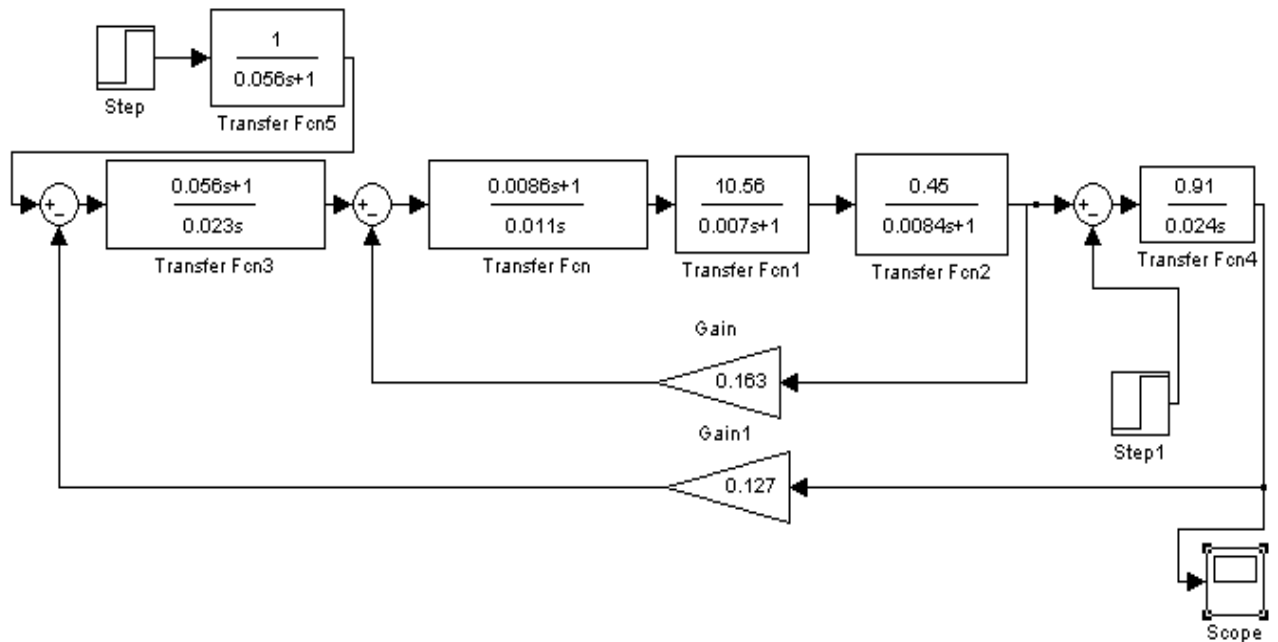 1
0.056s+1
Step
Transfer Fcn5
0.056s+1
0.023s
Transfer Fcn3
0.0086s+1
0.011s
Transfer Fcn
10.56
0.007s+1
Transfer Fcn1
0.45
0.0084s+1
Transfer Fcn2
0.91
0.024s
Transfer Fcn4
Gain
0.163
Gain1
0.127
Step1
Scope